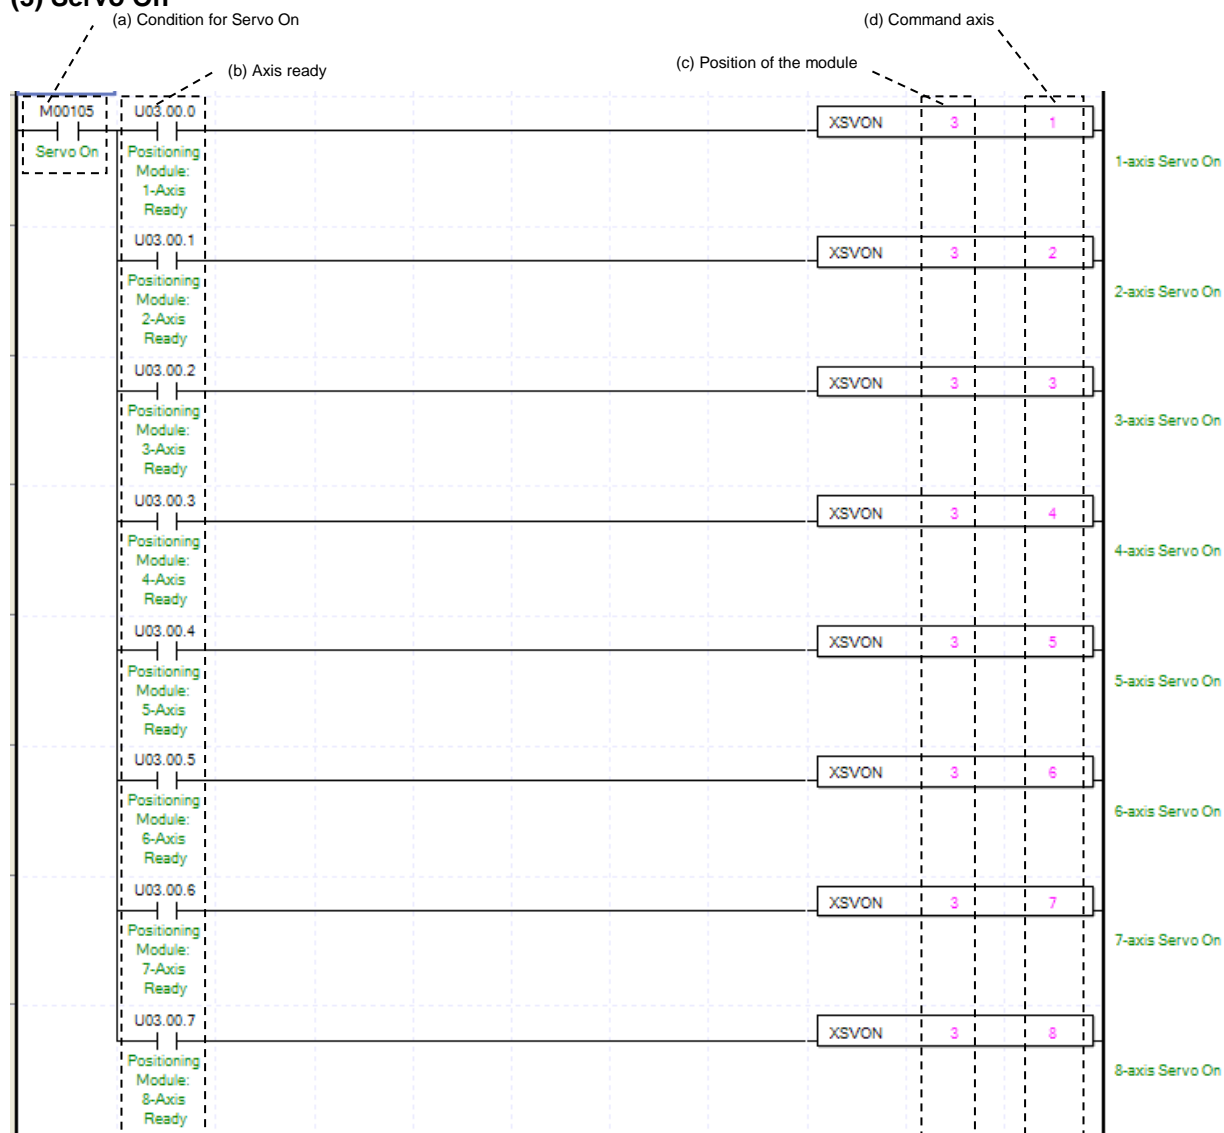 (3) Servo On
(a) Condition for Servo On
(d) Command axis
(b) Axis ready
(c) Position of the module
M00105
U03.00.0
XSVON 3 1
Servo On
Positioning
Module:
1-Axis
Ready
1-axis Servo On
U03.00.1
XSVON 3 2
Positioning
Module:
2-Axis
Ready
2-axis Servo On
U03.00.2
XSVON 3 3
Positioning
Module:
3-Axis
Ready
3-axis Servo On
U03.00.3
XSVON 3 4
Positioning
Module:
4-Axis
Ready
4-axis Servo On
U03.00.4
XSVON 3 5
Positioning
Module:
5-Axis
Ready
5-axis Servo On
U03.00.5
XSVON 3 6
Positioning
Module:
6-Axis
Ready
6-axis Servo On
U03.00.6
XSVON 3 7
Positioning
Module:
7-Axis
Ready
7-axis Servo On
U03.00.7
XSVON 3 8
Positioning
Module:
8-Axis
Ready
8-axis Servo On